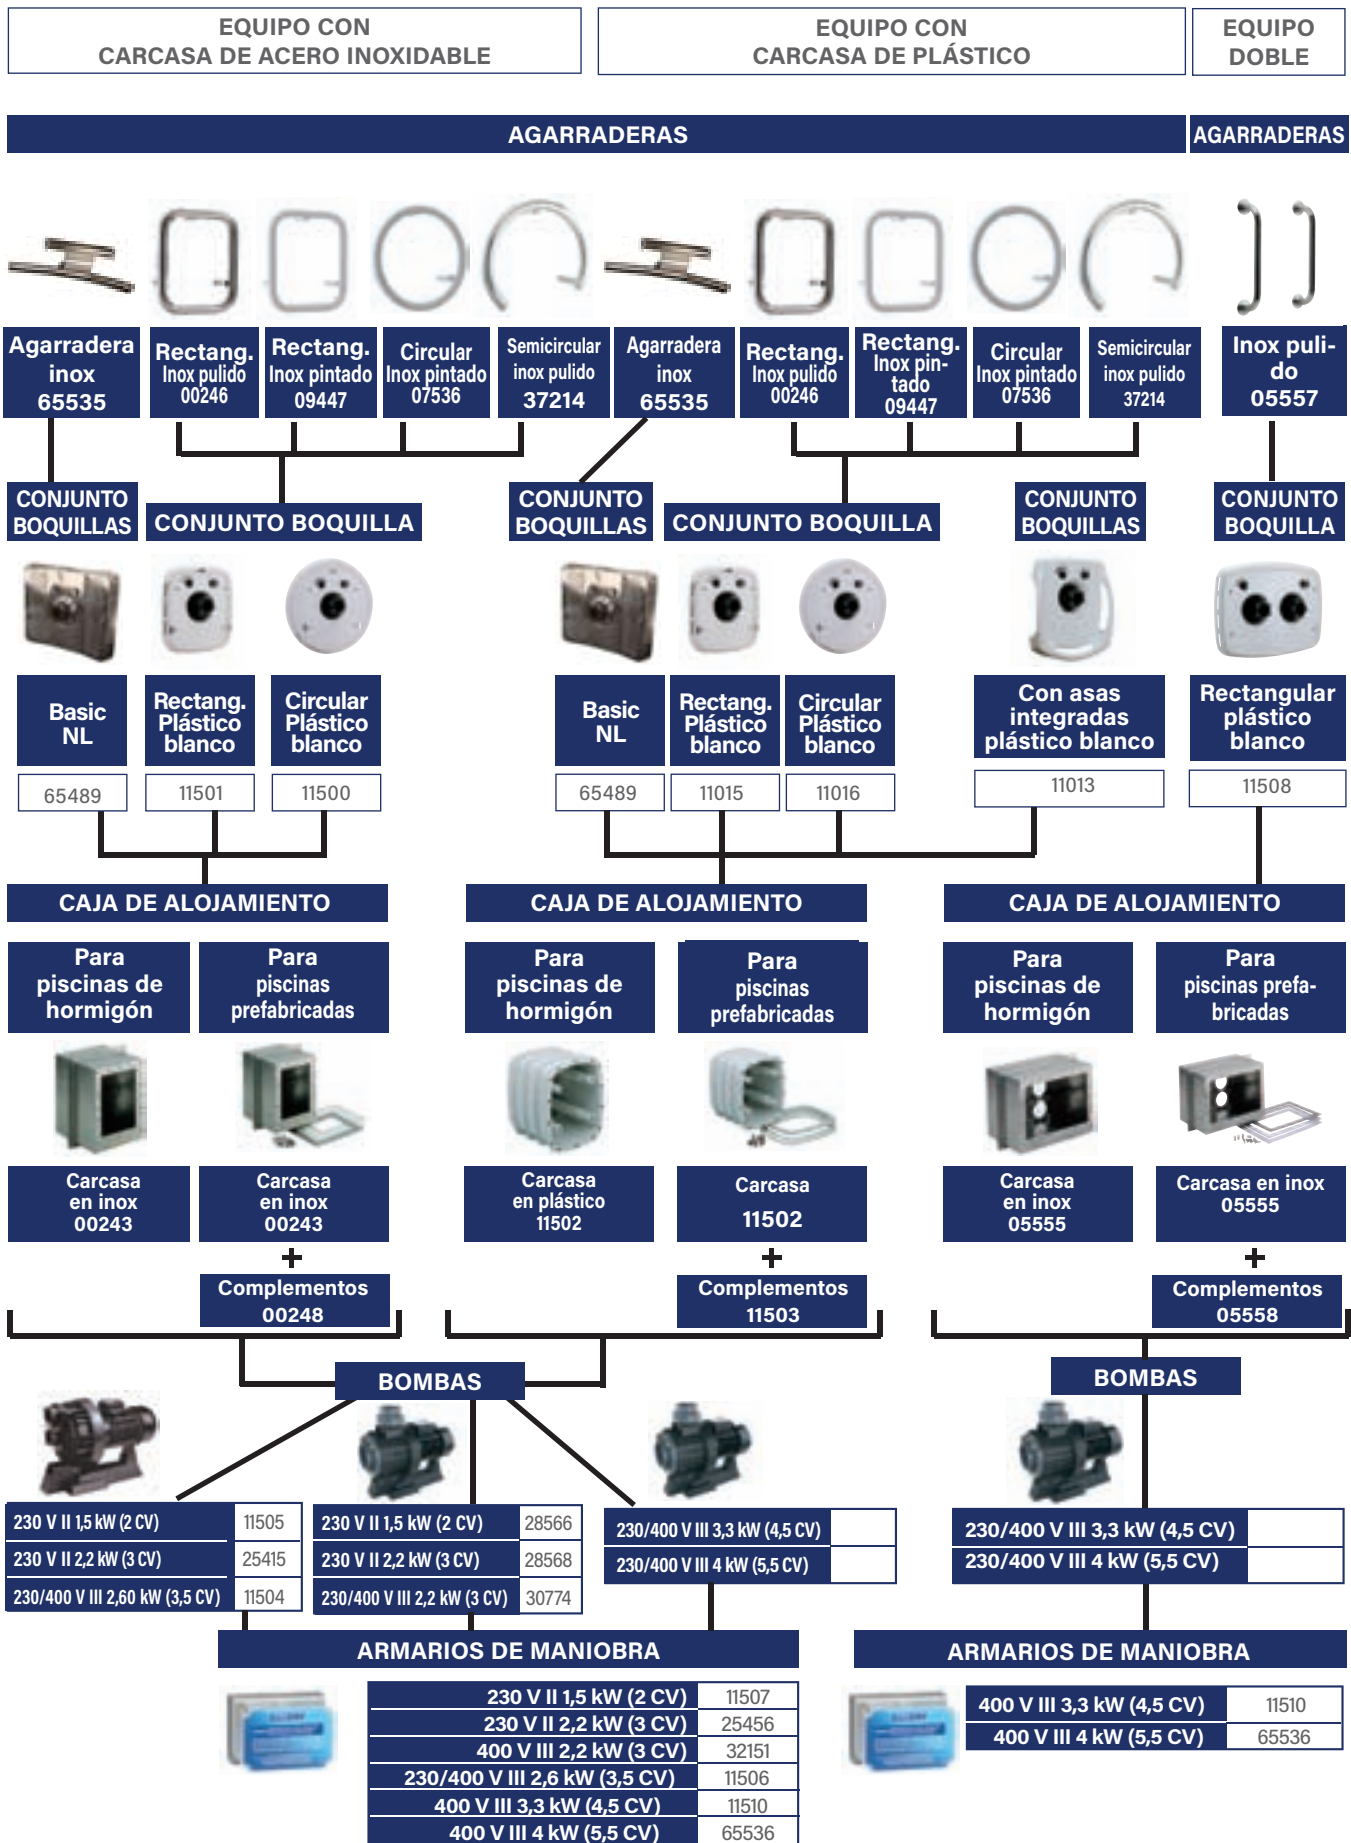 EQUIPO CON
CARCASA DE ACERO INOXIDABLE
EQUIPO CON
CARCASA DE PLÁSTICO
EQUIPO
DOBLE
AGARRADERAS
AGARRADERAS
Agarradera
inox
65535
Rectang.
Inox pulido
00246
Rectang.
Inox pintado
09447
Circular
Inox pintado
07536
Semicircular
inox pulido
37214
Agarradera
inox
65535
Rectang.
Inox pulido
00246
Rectang.
Inox pin-
tado
09447
Circular
Inox pintado
07536
Semicircular
inox pulido
37214
Inox puli-
do
05557
CONJUNTO
BOQUILLAS
CONJUNTO BOQUILLA
CONJUNTO
BOQUILLAS
CONJUNTO BOQUILLA
CONJUNTO
BOQUILLAS
CONJUNTO
BOQUILLA
Basic
NL
Rectang.
Plástico
blanco
Circular
Plástico
blanco
Basic
NL
Rectang.
Plástico
blanco
Circular
Plástico
blanco
Con asas
integradas
plástico blanco
Rectangular
plástico
blanco
65489
11501
11500
65489
11015
11016
11013
11508
CAJA DE ALOJAMIENTO
CAJA DE ALOJAMIENTO
CAJA DE ALOJAMIENTO
Para
piscinas de
hormigón
Para
piscinas
prefabricadas
Para
piscinas de
hormigón
Para
piscinas
prefabricadas
Para
piscinas de
hormigón
Para
piscinas prefa-
bricadas
Carcasa
en inox
00243
Carcasa
en inox
00243
Carcasa
en plástico
11502
Carcasa
11502
Carcasa
en inox
05555
Carcasa en inox
05555
+
+
+
Complementos
00248
Complementos
11503
Complementos
05558
BOMBAS
BOMBAS
230 V II 1,5 kW (2 CV) 11505
230 V II 2,2 kW (3 CV) 25415
230/400 V III 2,60 kW (3,5 CV) 11504
230 V II 1,5 kW (2 CV) 28566
230 V II 2,2 kW (3 CV) 28568
230/400 V III 2,2 kW (3 CV) 30774
230/400 V III 3,3 kW (4,5 CV)
230/400 V III 4 kW (5,5 CV)
230/400 V III 3,3 kW (4,5 CV)
230/400 V III 4 kW (5,5 CV)
ARMARIOS DE MANIOBRA
230 V II 1,5 kW (2 CV) 11507
230 V II 2,2 kW (3 CV) 25456
400 V III 2,2 kW (3 CV) 32151
230/400 V III 2,6 kW (3,5 CV) 11506
400 V III 3,3 kW (4,5 CV) 11510
400 V III 4 kW (5,5 CV) 65536
ARMARIOS DE MANIOBRA
400 V III 3,3 kW (4,5 CV) 11510
400 V III 4 kW (5,5 CV) 65536